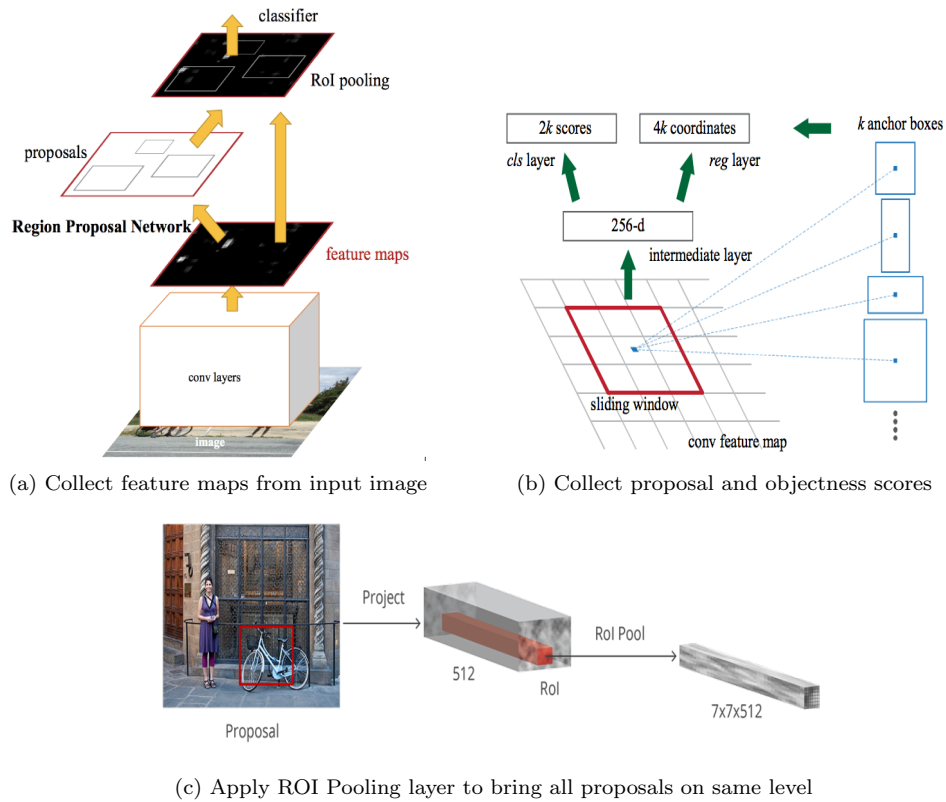 classifier
RoI pooling
proposals
Region Proposal Network
feature maps
conv layers
image
(a) Collect feature maps from input image
2k scores
4k coordinates
k anchor boxes
cls layer
reg layer
256-d
intermediate layer
sliding window
conv feature map
(b) Collect proposal and objectness scores
Project
RoI Pool
512
RoI
7x7x512
Proposal
(c) Apply ROI Pooling layer to bring all proposals on same level